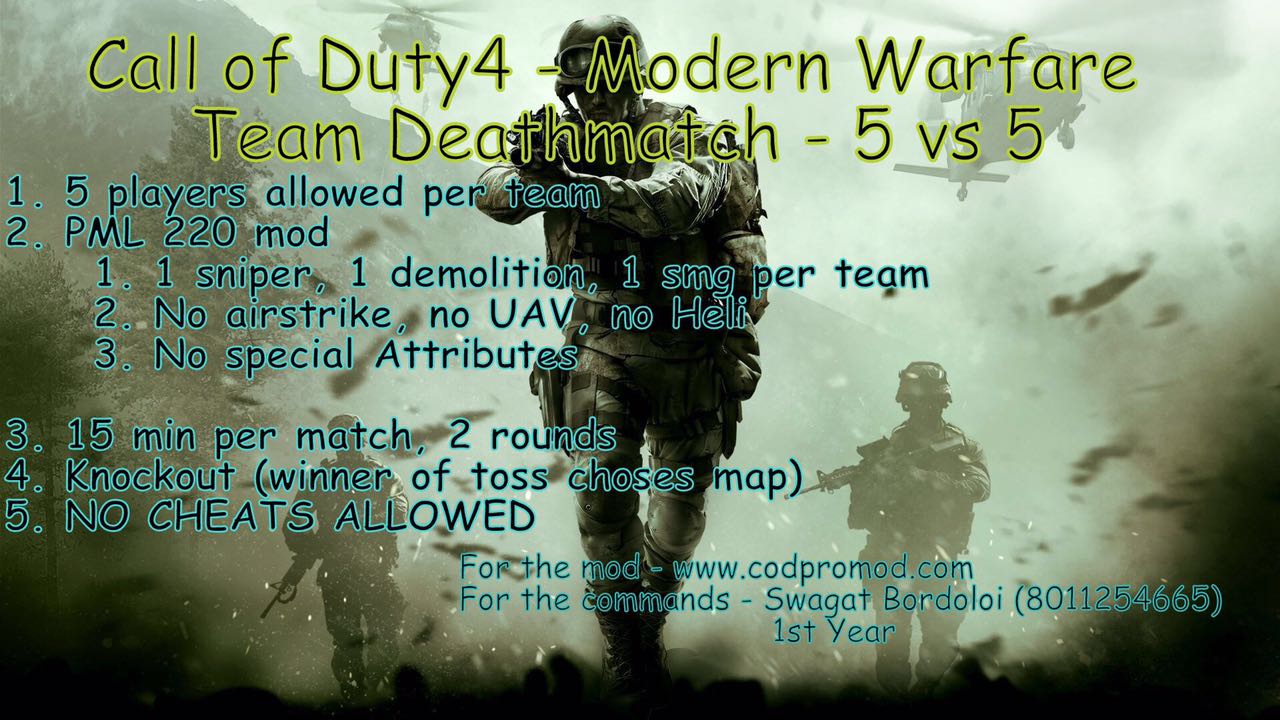 Call of Duty4 - Modern Warfare
Team Deathmatch - 5 vs 5
1. 5 players allowed per team
2. PML 220 mod
1. 1 sniper, 1 demolition, 1 smg per team
2. No airstrike, no UAV, no Heli
3. No special Attributes
3. 15 min per match, 2 rounds
4. Knockout (winner of toss choses map)
5. NO CHEATS ALLOWED
For the mod - www.codpromod.com
For the commands - Swagat Bordoloi (8011254665)
1st Year